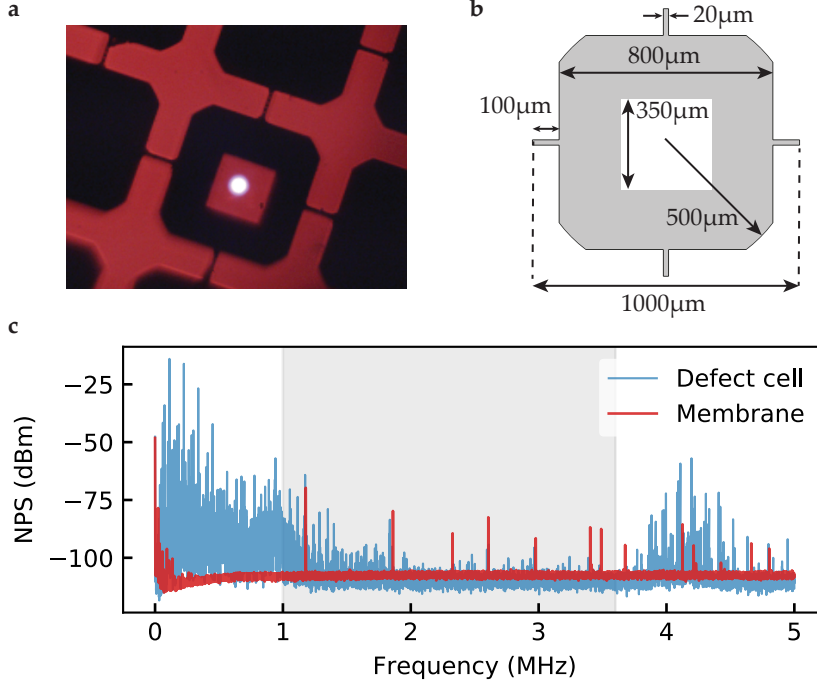 a
b
20μm
800μm
100μm
350μm
500μm
1000μm
c
NPS (dBm)
−25
−50
−75
−100
Defect cell
Membrane
0 1 2 3 4 5
Frequency (MHz)